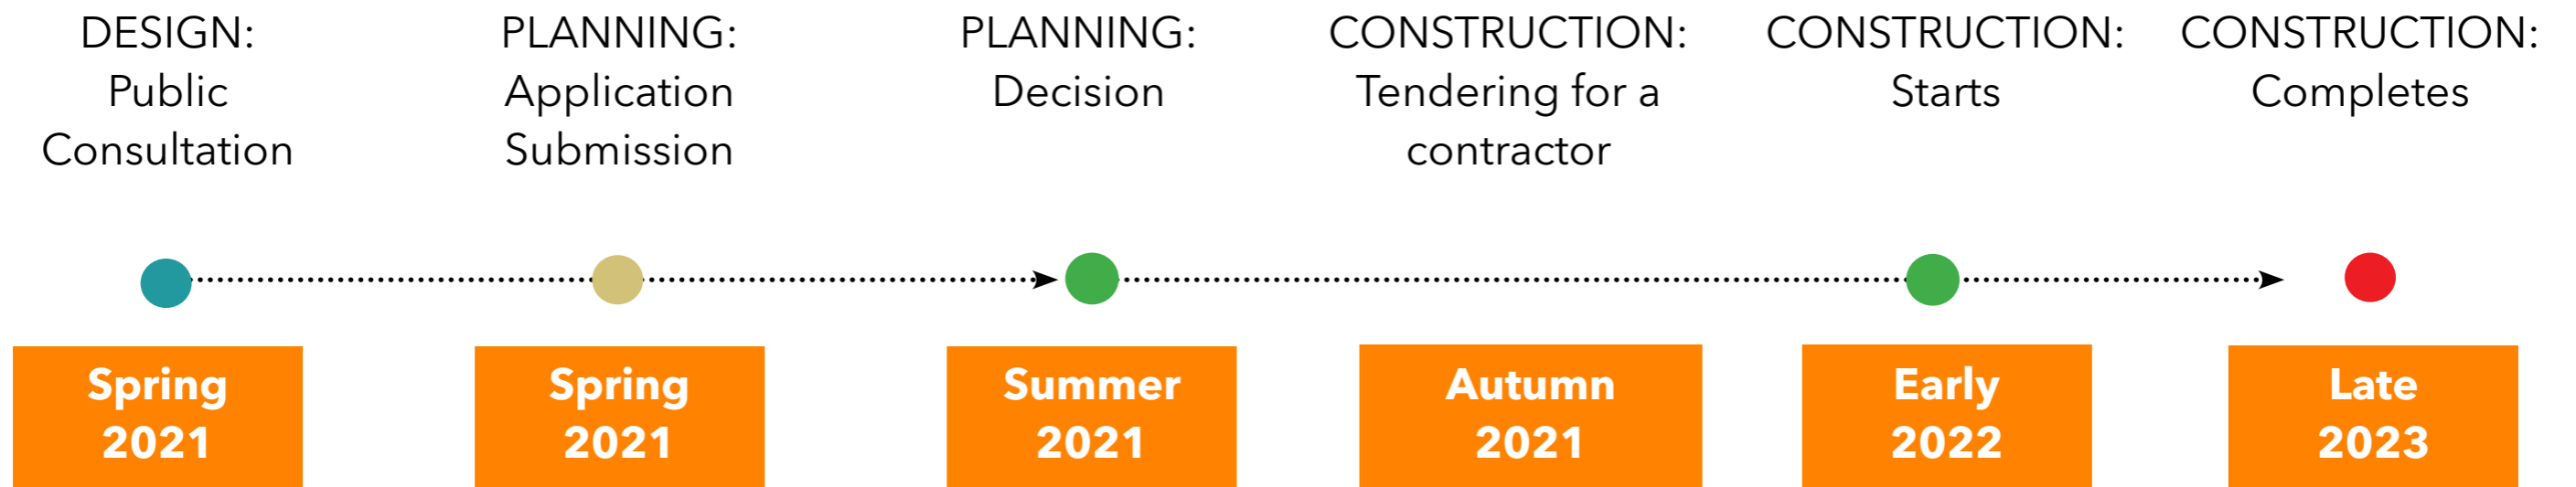 DESIGN:
Public
Consultation
PLANNING:
Application
Submission
PLANNING:
Decision
CONSTRUCTION:
Tendering for a
contractor
CONSTRUCTION:
Starts
CONSTRUCTION:
Completes
Spring
2021
Spring
2021
Summer
2021
Autumn
2021
Early
2022
Late
2023